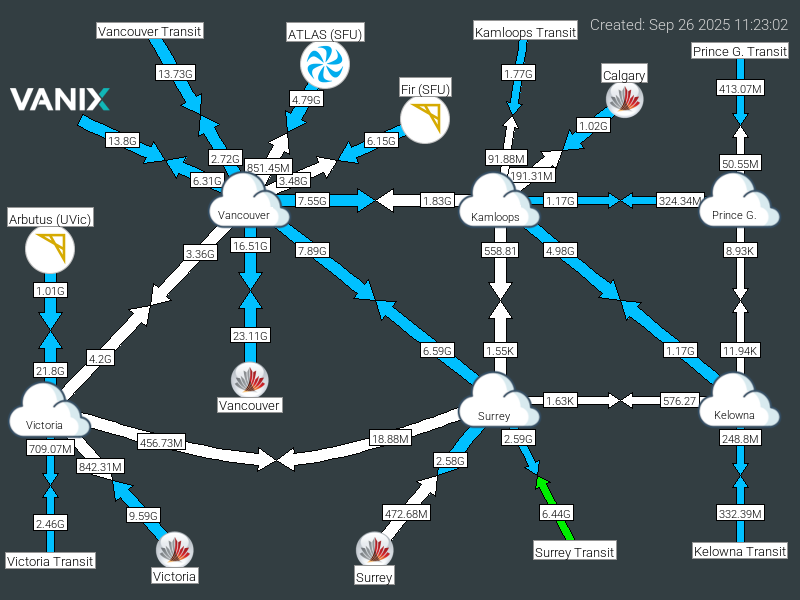 Created: Sep 26 2025 11:23:02
Vancouver Transit
ATLAS (SFU)
Kamloops Transit
Prince G. Transit
13.73G
4.79G
1.77G
Calgary
413.07M
Fir (SFU)
VANIX
13.8G
6.15G
1.02G
2.72G
851.45M
91.88M
50.55M
6.31G
3.48G
191.31M
7.55G
1.83G
1.17G
324.34M
Arbutus (UVic)
Vancouver
Kamloops
Prince G.
3.36G
16.51G
7.89G
558.81
4.98G
8.93K
1.01G
23.11G
4.2G
6.59G
1.55K
1.17G
11.94K
21.8G
Vancouver
1.63K
576.27
Victoria
Surrey
Kelowna
709.07M
456.73M
18.88M
2.59G
248.8M
842.31M
2.58G
2.46G
9.59G
472.68M
6.44G
332.39M
Victoria Transit
Victoria
Surrey
Surrey Transit
Kelowna Transit